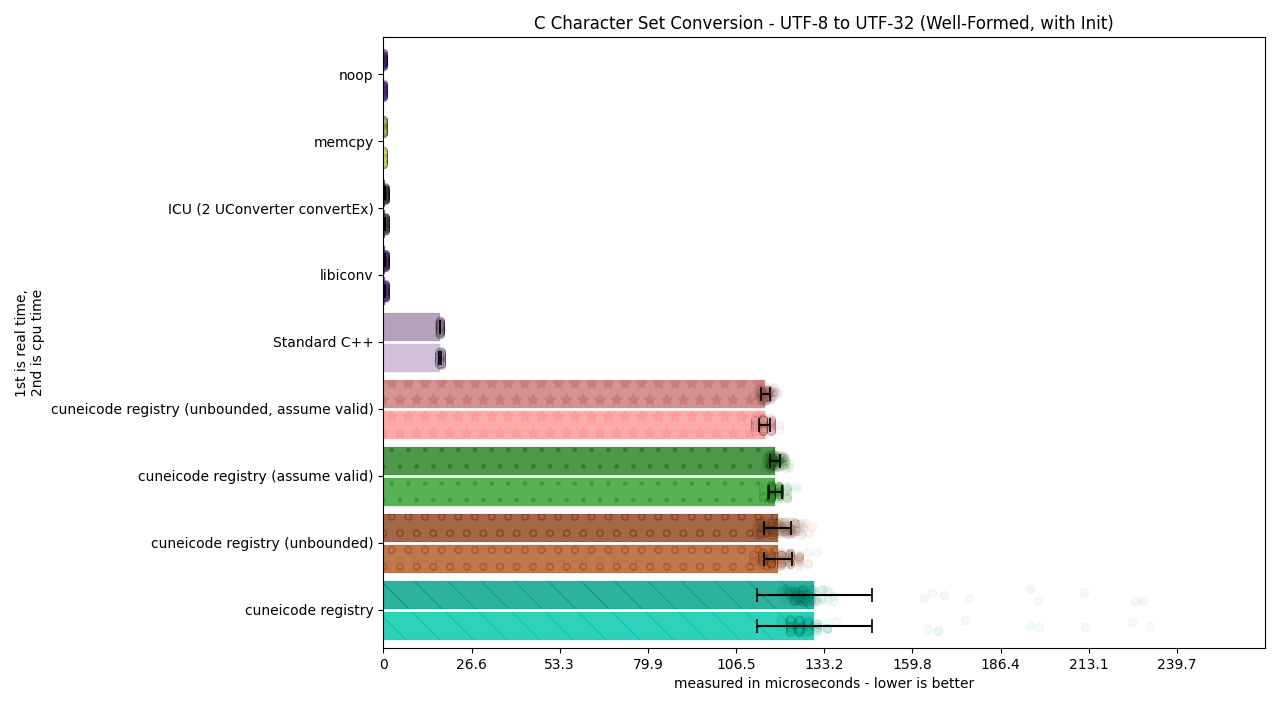 C Character Set Conversion - UTF-8 to UTF-32 (Well-Formed, with Init)
1st is real time,
2nd is cpu time
noop
memcpy
ICU (2 UConverter convertEx)
libiconv
Standard C++
cuneicode registry (unbounded, assume valid)
cuneicode registry (assume valid)
cuneicode registry (unbounded)
cuneicode registry
0 26.6 53.3 79.9 106.5 133.2 159.8 186.4 213.1 239.7
measured in microseconds - lower is better